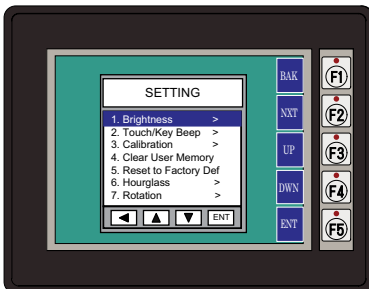 SETTING
1. Brightness >
2. Touch/Key Beep >
3. Calibration >
4. Clear User Memory
5. Reset to Factory Def
6. Hourglass >
7. Rotation >
ENT
BAK
NXT
UP
DWN
ENT
F1
F2
F3
F4
F5